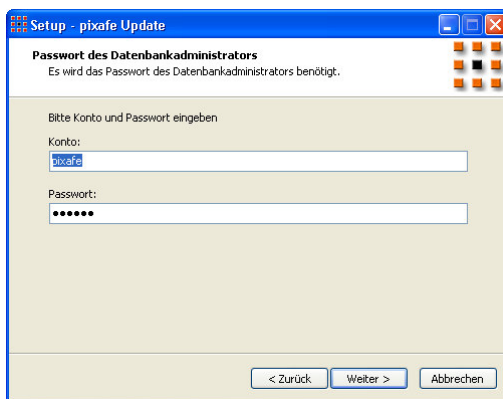 Setup - pixafe Update
Passwort des Datenbankadministrators
Es wird das Passwort des Datenbankadministrators benötigt.
Bitte Konto und Passwort eingeben
Konto:
pixafe
Passwort:
●●●●●●
< Zurück
Weiter >
Abbrechen